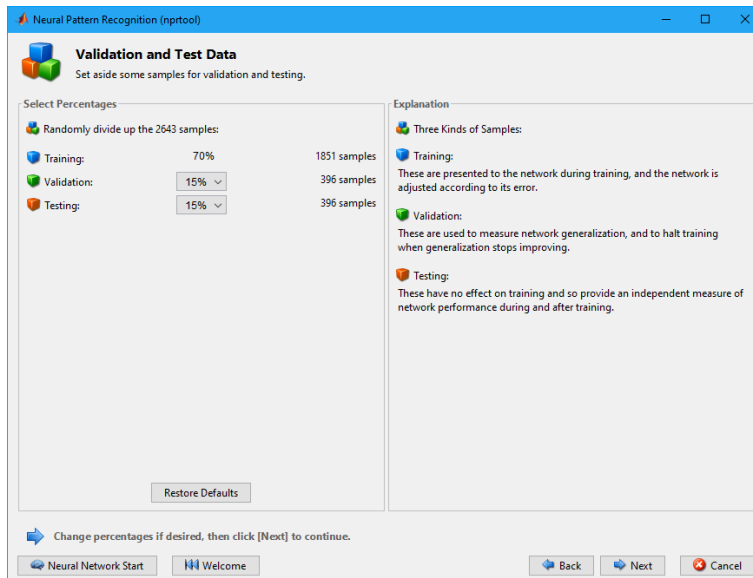 Neural Pattern Recognition (nprtool)
Validation and Test Data
Set aside some samples for validation and testing.
Select Percentages
Randomly divide up the 2643 samples:
Training: 70% 1851 samples
Validation: 15% 396 samples
Testing: 15% 396 samples
Restore Defaults
Explanation
Three Kinds of Samples:
Training:
These are presented to the network during training, and the network is
adjusted according to its error.
Validation:
These are used to measure network generalization, and to halt training
when generalization stops improving.
Testing:
These have no effect on training and so provide an independent measure of
network performance during and after training.
Change percentages if desired, then click [Next] to continue.
Neural Network Start Welcome Back Next Cancel